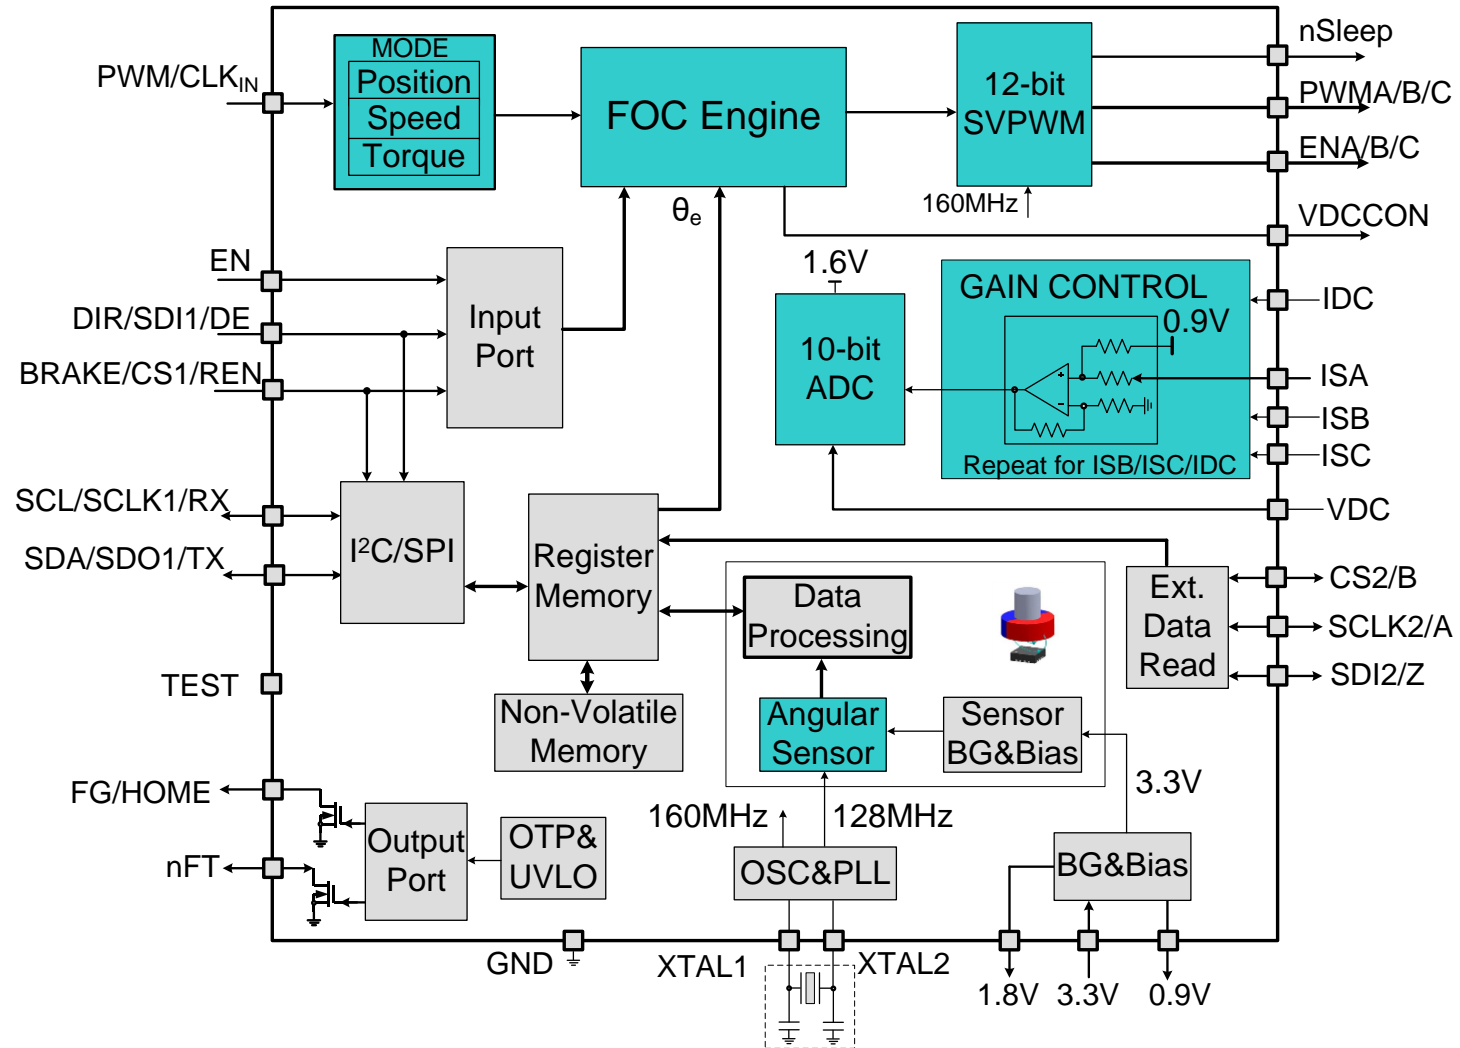 nSleep
MODE
PWM/CLKIN
Position
Speed
Torque
FOC Engine
12-bit
SVPWM
PWMA/B/C
ENA/B/C
160MHz
θe
VDCCON
EN
DIR/SDI1/DE
BRAKE/CS1/REN
Input
Port
1.6V
10-bit
ADC
GAIN CONTROL
0.9V
+
-
Repeat for ISB/ISC/IDC
IDC
ISA
ISB
ISC
VDC
SCL/SCLK1/RX
SDA/SDO1/TX
I²C/SPI
Register
Memory
Data
Processing
Ext.
Data
Read
CS2/B
SCLK2/A
SDI2/Z
TEST
Non-Volatile
Memory
Angular
Sensor
Sensor
BG&Bias
3.3V
FG/HOME
nFT
Output
Port
OTP&
UVLO
160MHz
128MHz
OSC&PLL
BG&Bias
GND
XTAL1
XTAL2
1.8V
3.3V
0.9V